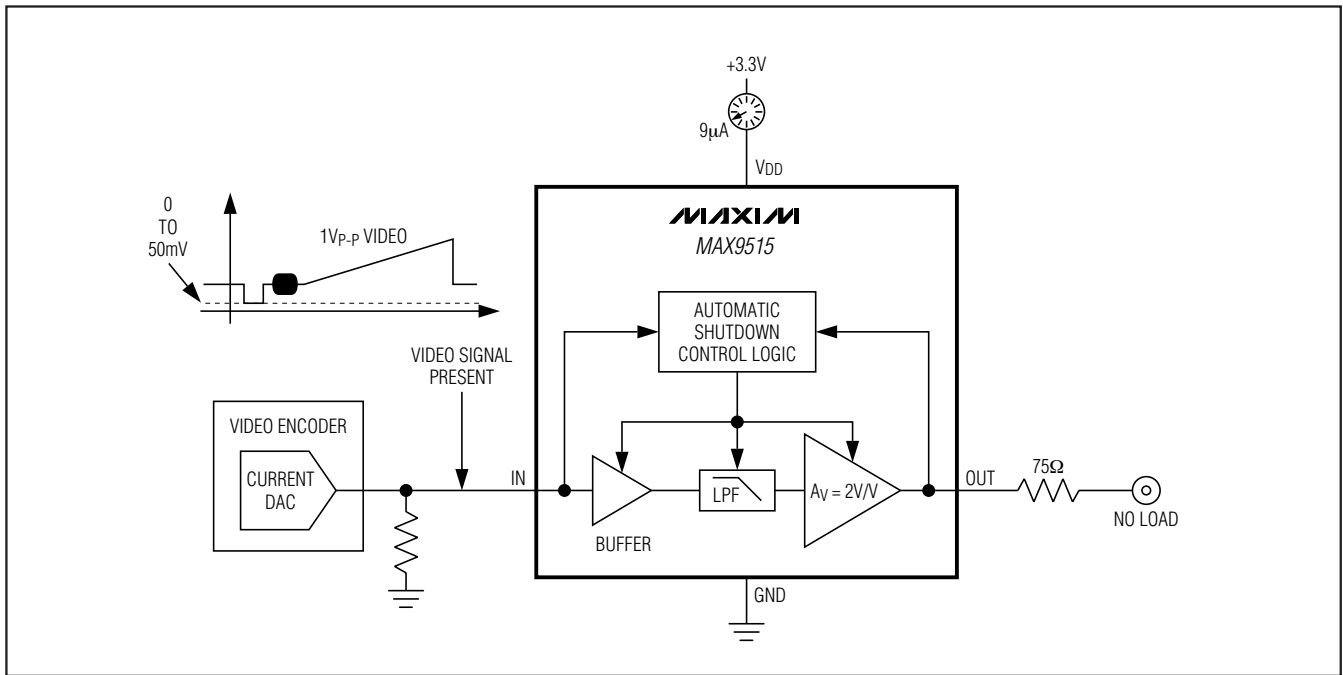 +3.3V
9µA
VDD
MAXIM
MAX9515
0
TO
50mV
1VP-P VIDEO
AUTOMATIC
SHUTDOWN
CONTROL LOGIC
VIDEO SIGNAL
PRESENT
VIDEO ENCODER
CURRENT
DAC
IN
BUFFER
LPF
AV = 2V/V
OUT
75Ω
NO LOAD
GND